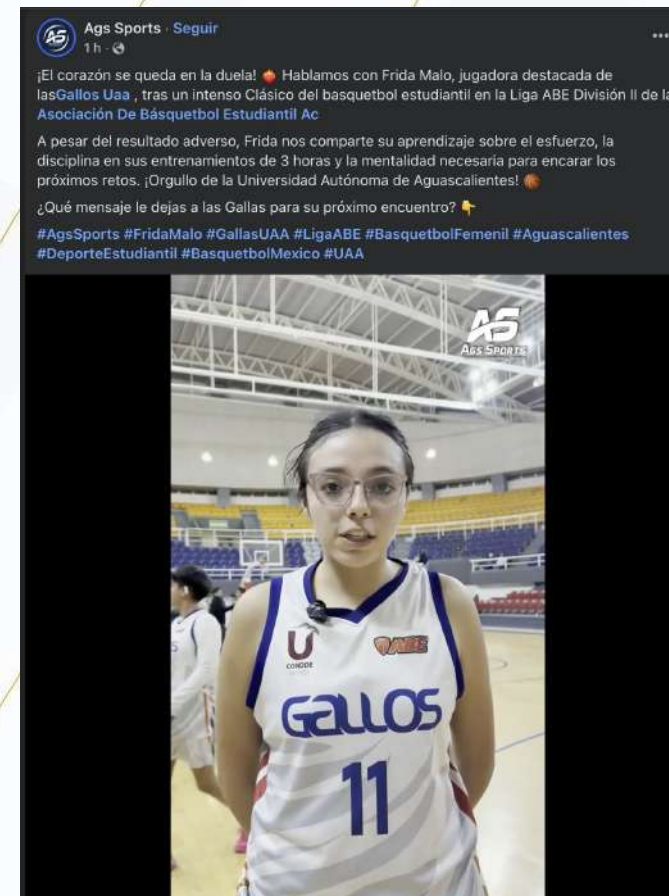 Ags Sports · Seguir
1 h ·
¡El corazón se queda en la duela! Hablamos con Frida Malo, jugadora destacada de
lasGallos Uaa , tras un intenso Clásico del basquetbol estudiantil en la Liga ABE División II de la
Asociación De Básquetbol Estudiantil Ac
A pesar del resultado adverso, Frida nos comparte su aprendizaje sobre el esfuerzo, la
disciplina en sus entrenamientos de 3 horas y la mentalidad necesaria para encarar los
próximos retos. ¡Orgullo de la Universidad Autónoma de Aguascalientes!
¿Qué mensaje le dejas a las Gallas para su próximo encuentro?
#AgsSports #FridaMalo #GallasUAA #LigaABE #BasquetbolFemenil #Aguascalientes
#DeporteEstudiantil #BasquetbolMexico #UAA
AS
AGS SPORTS
U
CONDDE
ABE
GALLOS
11